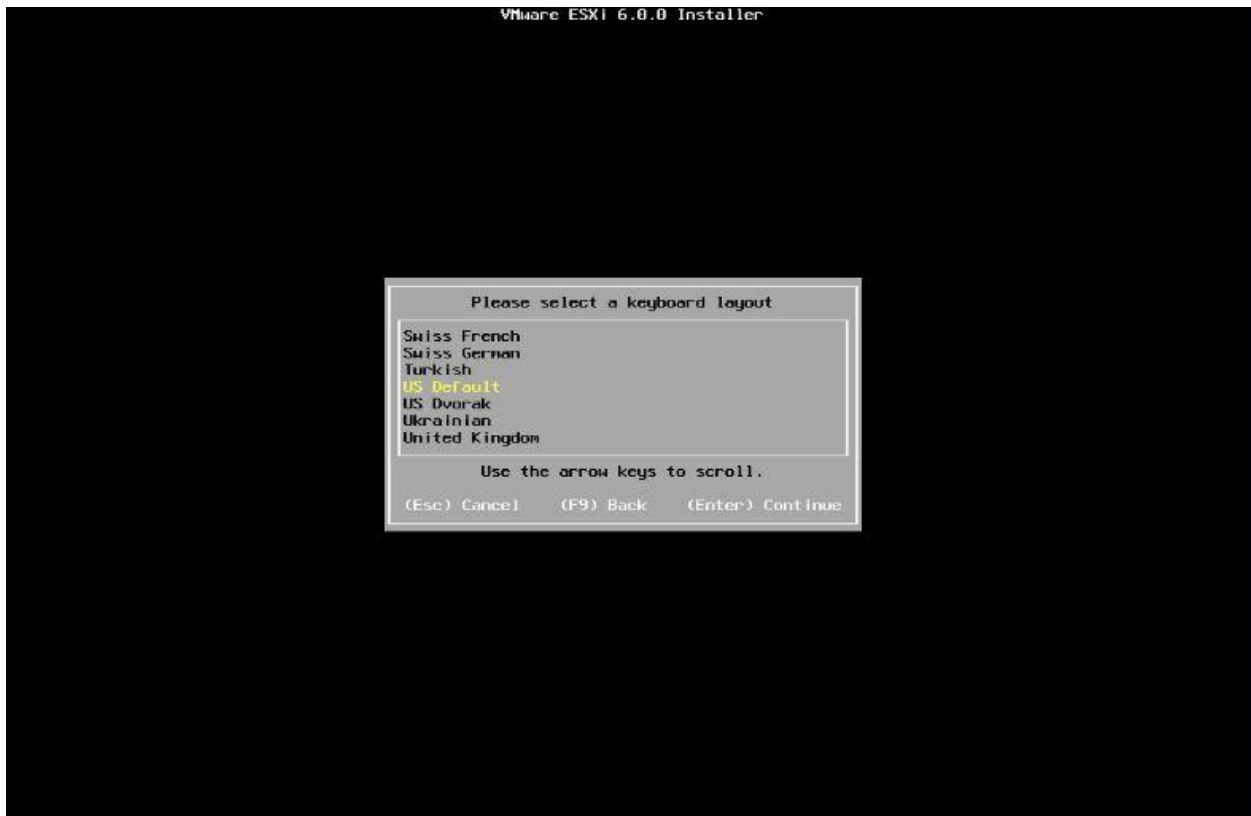 VMware ESXi 6.0.0 Installer
Please select a keyboard layout
Swiss French
Swiss German
Turkish
US Default
US Dvorak
Ukrainian
United Kingdom
Use the arrow keys to scroll.
(Esc) Cancel (F9) Back (Enter) Continue